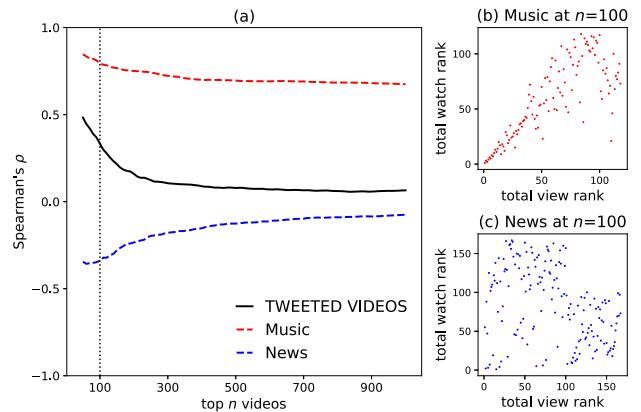 (a)
1.0
0.5
0.0
−0.5
−1.0
Spearman's ρ
TWEETED VIDEOS
Music
News
100 300 500 700 900
top n videos
(b) Music at n=100
100
50
0
total watch rank
0 50 100
total view rank
(c) News at n=100
150
100
50
0
total watch rank
0 50 100 150
total view rank